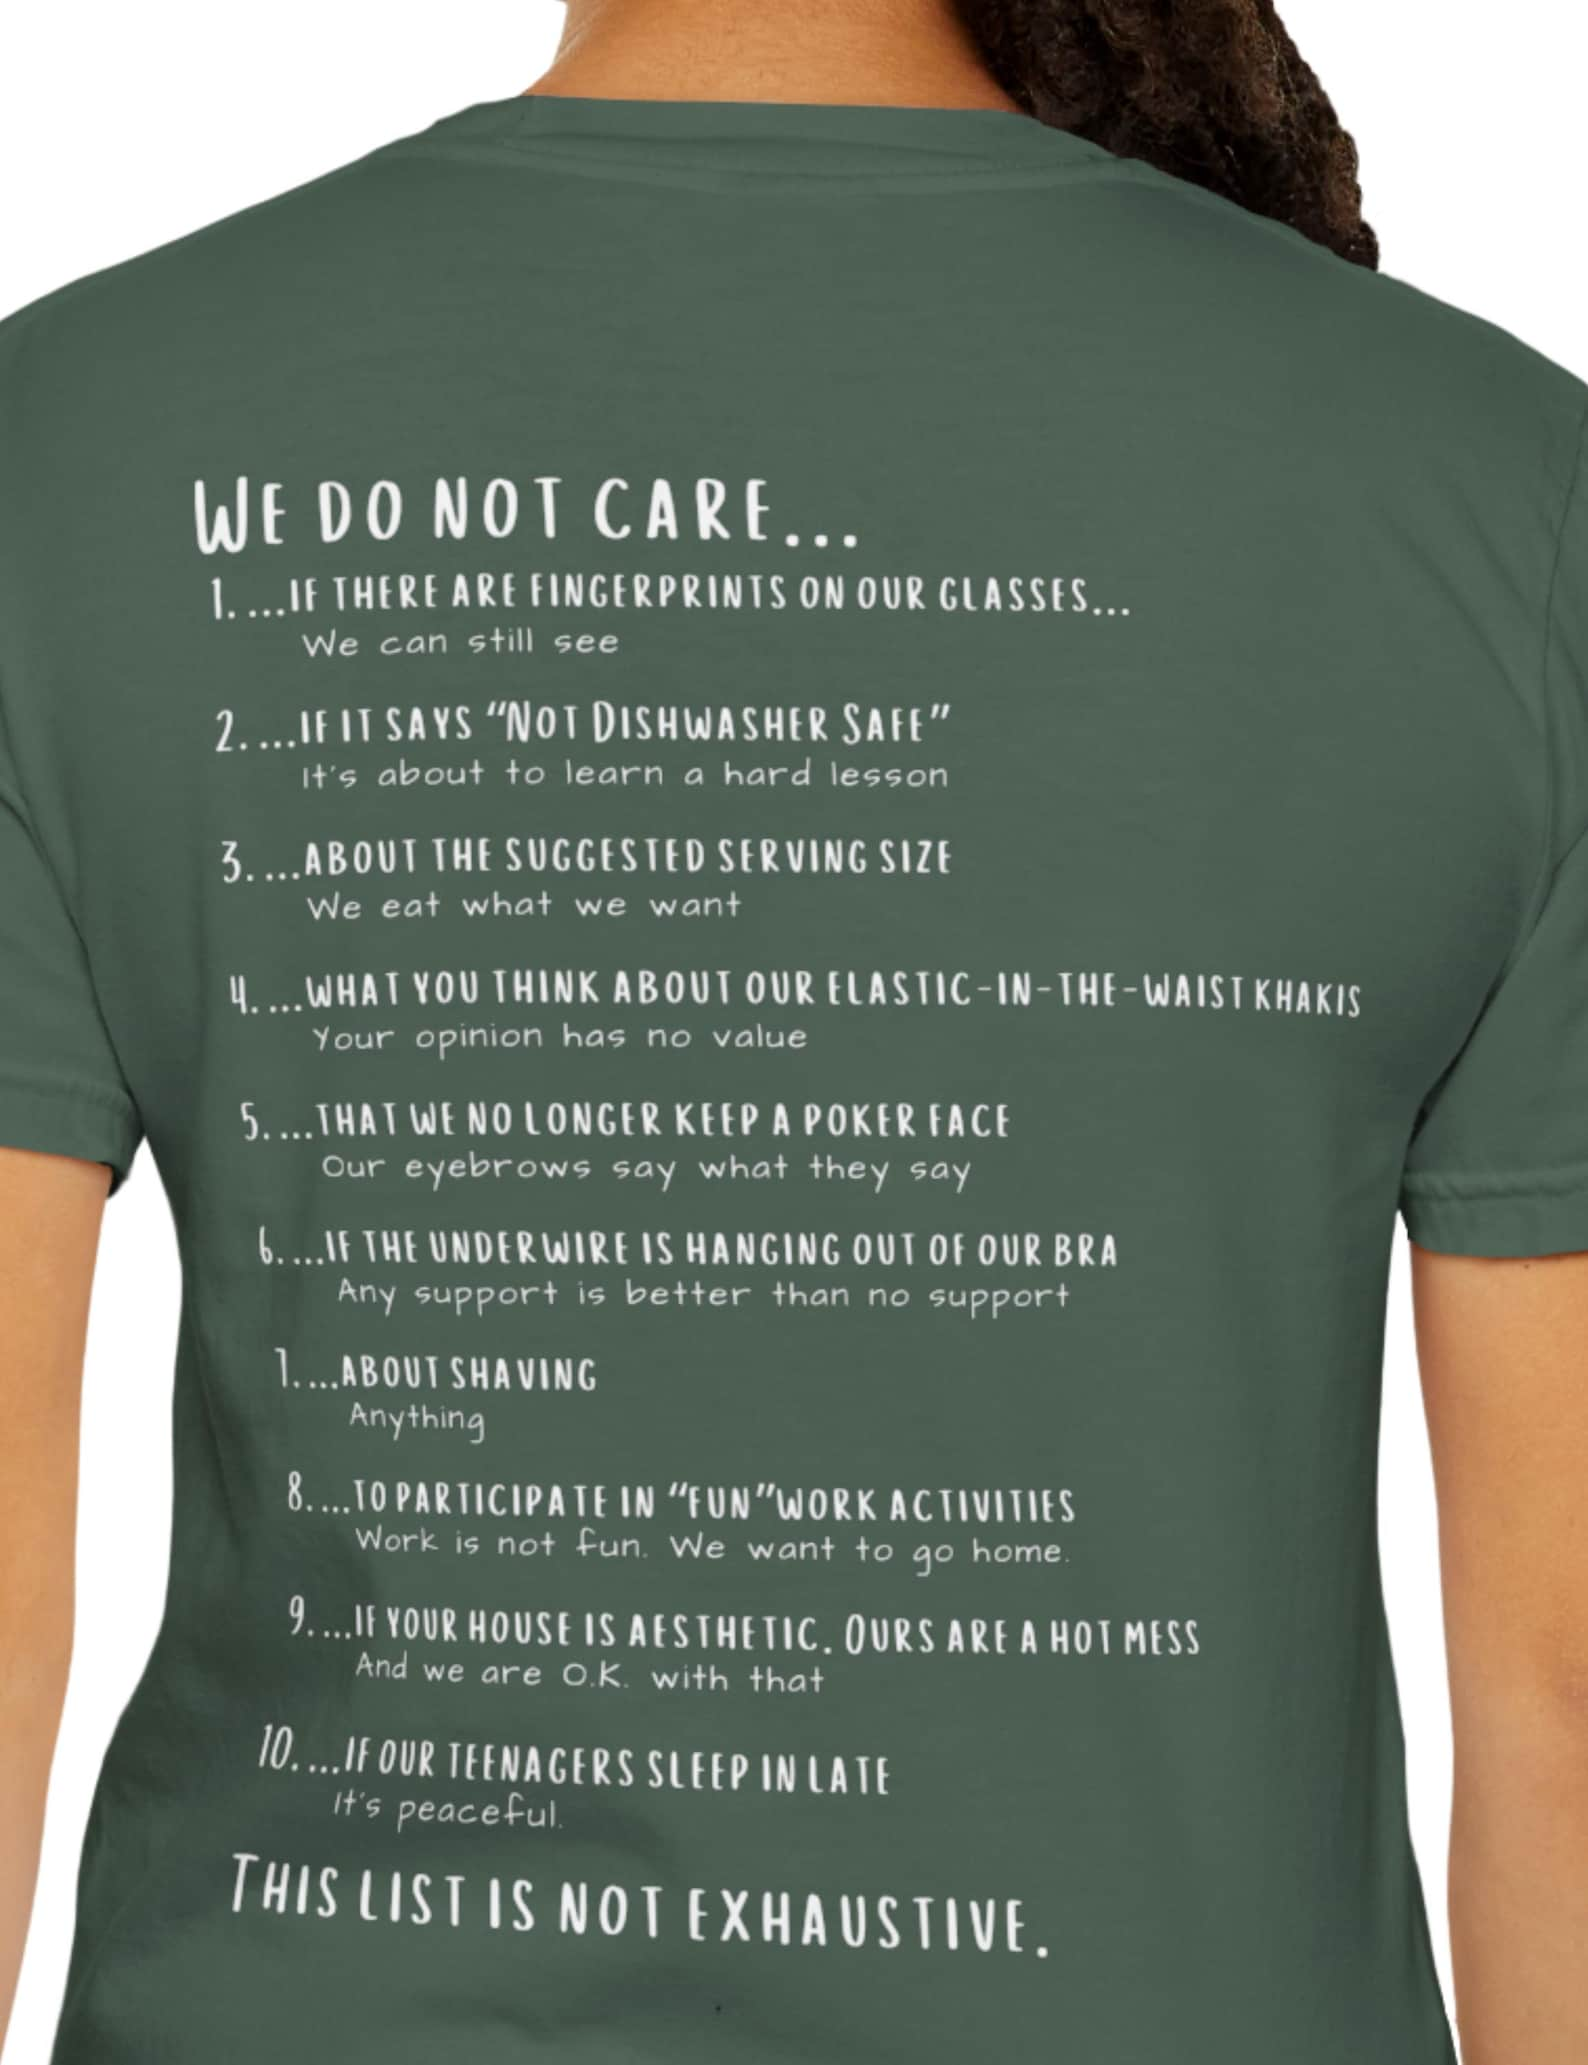 WE DO NOT CARE...
1. ...IF THERE ARE FINGERPRINTS ON OUR GLASSES...
We can still see
2. ...IF IT SAYS "NOT DISHWASHER SAFE"
It's about to learn a hard lesson
3. ...ABOUT THE SUGGESTED SERVING SIZE
We eat what we want
4. ...WHAT YOU THINK ABOUT OUR ELASTIC-IN-THE-WAIST KHAKIS
Your opinion has no value
5. ...THAT WE NO LONGER KEEP A POKER FACE
Our eyebrows say what they say
6. ...IF THE UNDERWIRE IS HANGING OUT OF OUR BRA
Any support is better than no support
7. ...ABOUT SHAVING
Anything
8. ...TO PARTICIPATE IN "FUN"WORK ACTIVITIES
Work is not fun. We want to go home.
9. ...IF YOUR HOUSE IS AESTHETIC. OURS ARE A HOT MESS
And we are O.K. with that
10. ...IF OUR TEENAGERS SLEEP IN LATE
It's peaceful.
THIS LIST IS NOT EXHAUSTIVE.